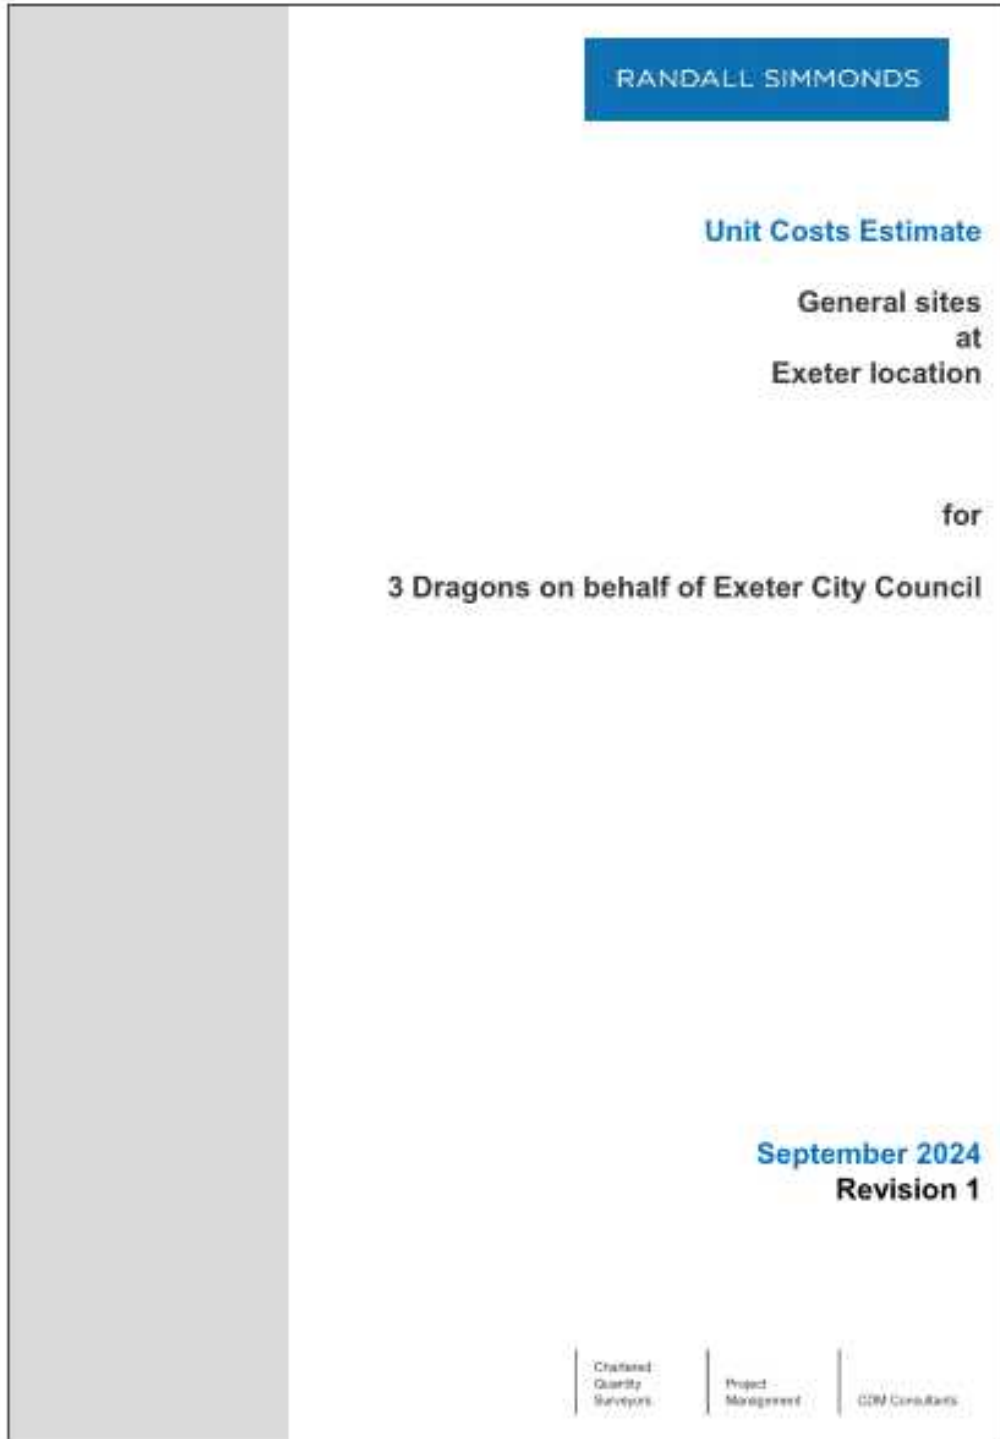 RANDALL SIMMONDS
Unit Costs Estimate
General sites
at
Exeter location
for
3 Dragons on behalf of Exeter City Council
September 2024
Revision 1
Chartered
Quantity
Surveyors
Project
Management
CDM Consultants